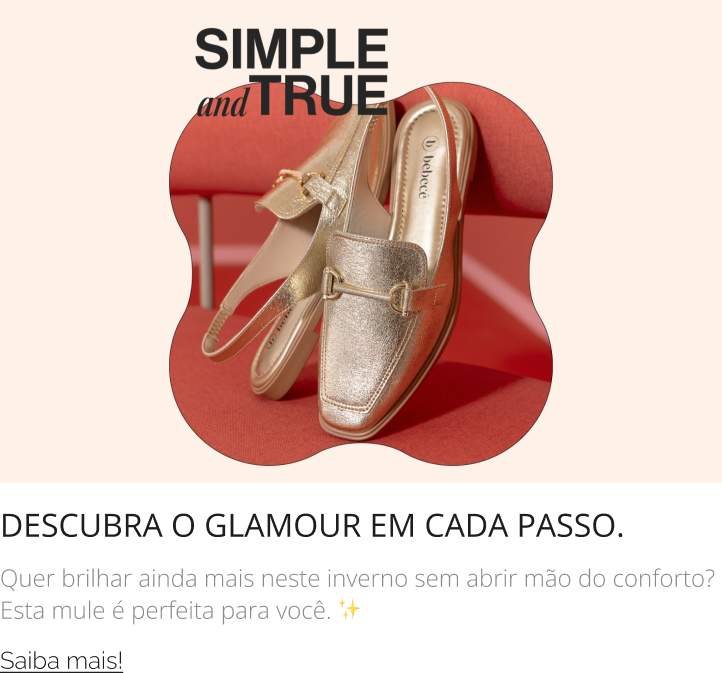 SIMPLE
and TRUE
bebecê
bebecê
DESCUBRA O GLAMOUR EM CADA PASSO.
Quer brilhar ainda mais neste inverno sem abrir mão do conforto?
Esta mule é perfeita para você. ✨
Saiba mais!